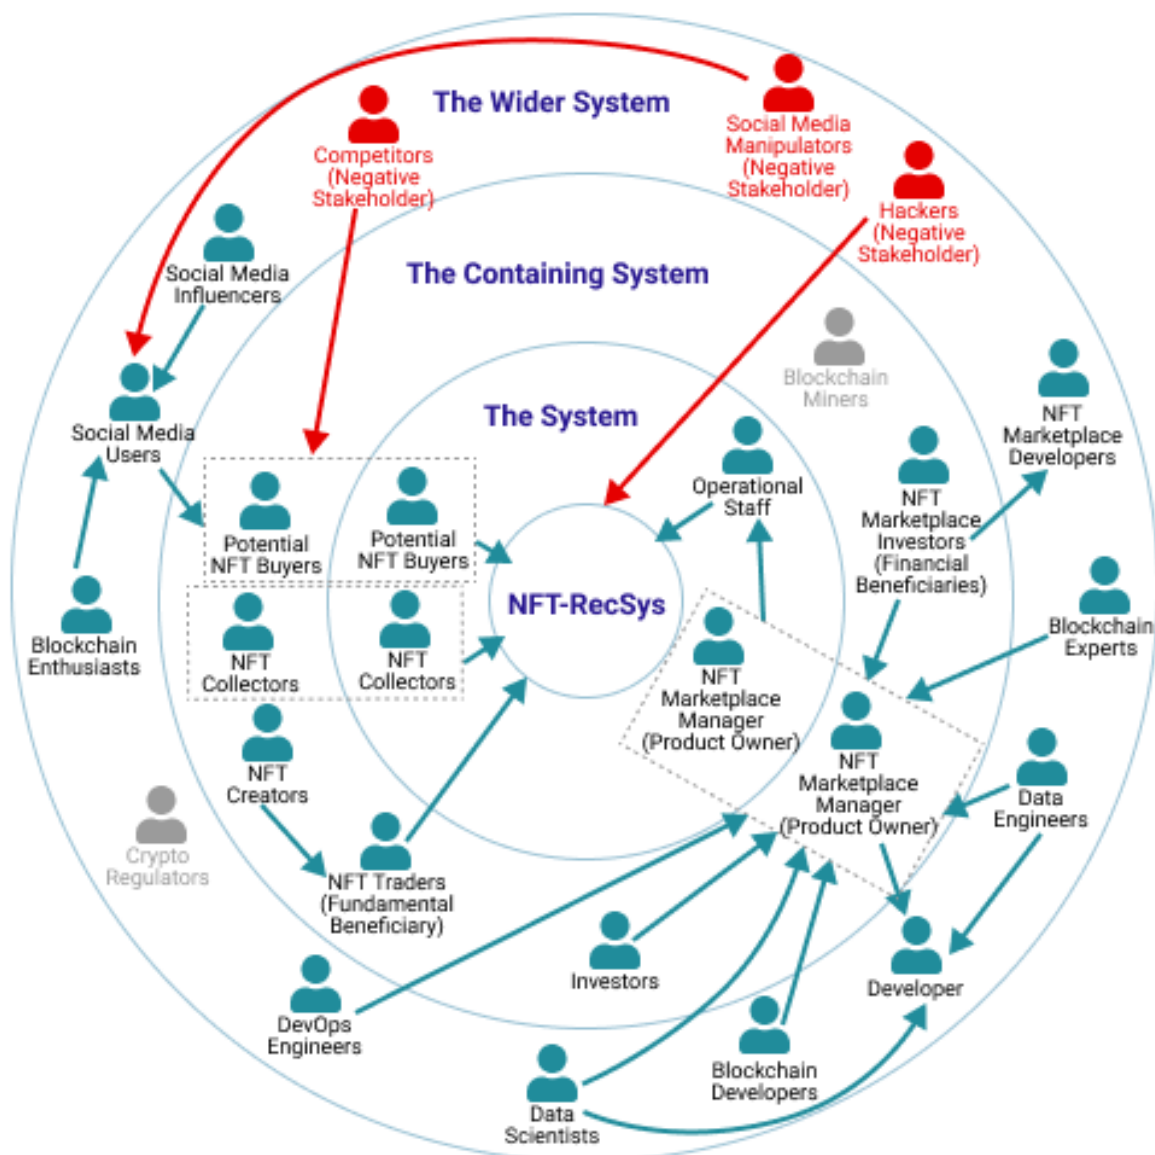 The Wider System
Social Media
Manipulators
(Negative
Stakeholder)
Competitors
(Negative
Stakeholder)
Hackers
(Negative
Stakeholder)
Social Media
Influencers
The Containing System
Blockchain
Miners
NFT
Marketplace
Developers
The System
Social Media
Users
Operational
Staff
NFT
Marketplace
Investors
(Financial
Beneficiaries)
Potential
NFT Buyers
Potential
NFT Buyers
NFT-RecSys
Blockchain
Enthusiasts
Blockchain
Experts
NFT
Collectors
NFT
Collectors
NFT
Marketplace
Manager
(Product Owner)
NFT
Marketplace
Manager
(Product Owner)
NFT
Creators
Data
Engineers
Crypto
Regulators
NFT Traders
(Fundamental
Beneficiary)
Investors
Developer
DevOps
Engineers
Blockchain
Developers
Data
Scientists